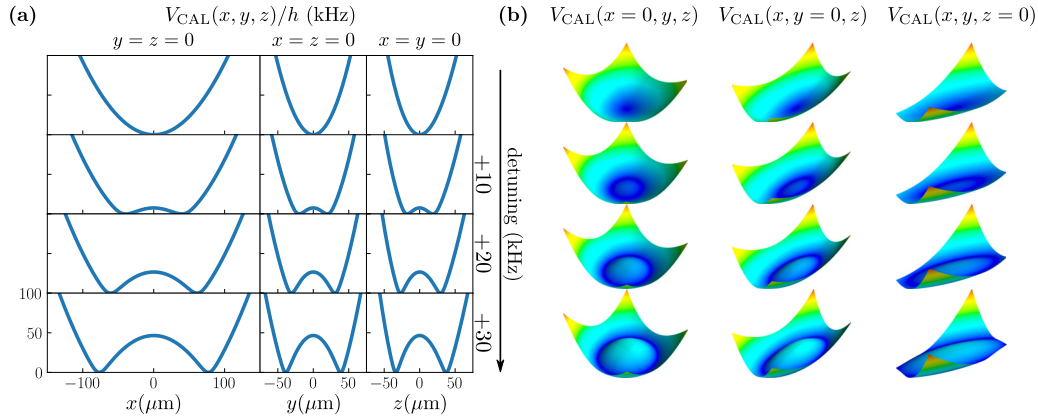 (a)
V_CAL(x, y, z)/h (kHz)
y = z = 0
x = z = 0
x = y = 0
100
50
0
−100
0
100
−50
0
50
−50
0
50
x(μm)
y(μm)
z(μm)
+10
+20
+30
detuning (kHz)
(b)
V_CAL(x = 0, y, z)
V_CAL(x, y = 0, z)
V_CAL(x, y, z = 0)